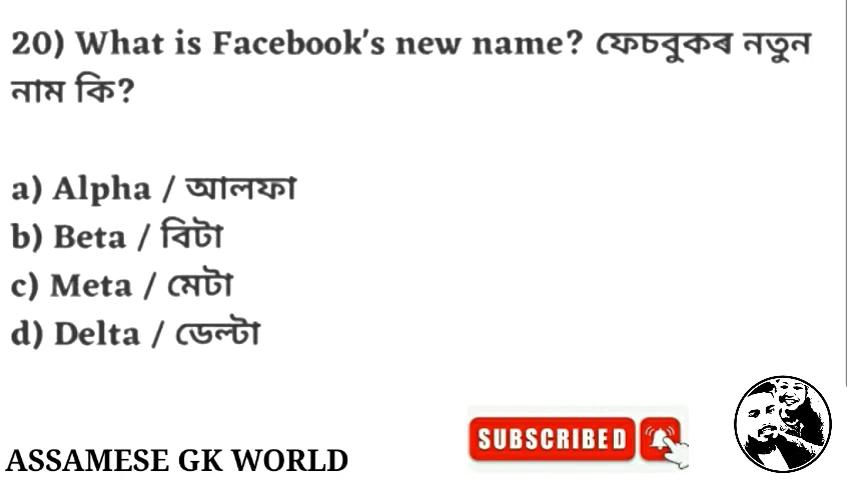 20) What is Facebook's new name? ফেচবুকৰ নতুন
নাম কি?
a) Alpha / আলফা
b) Beta / বিটা
c) Meta / মেটা
d) Delta / ডেল্টা
SUBSCRIBED
ASSAMESE GK WORLD